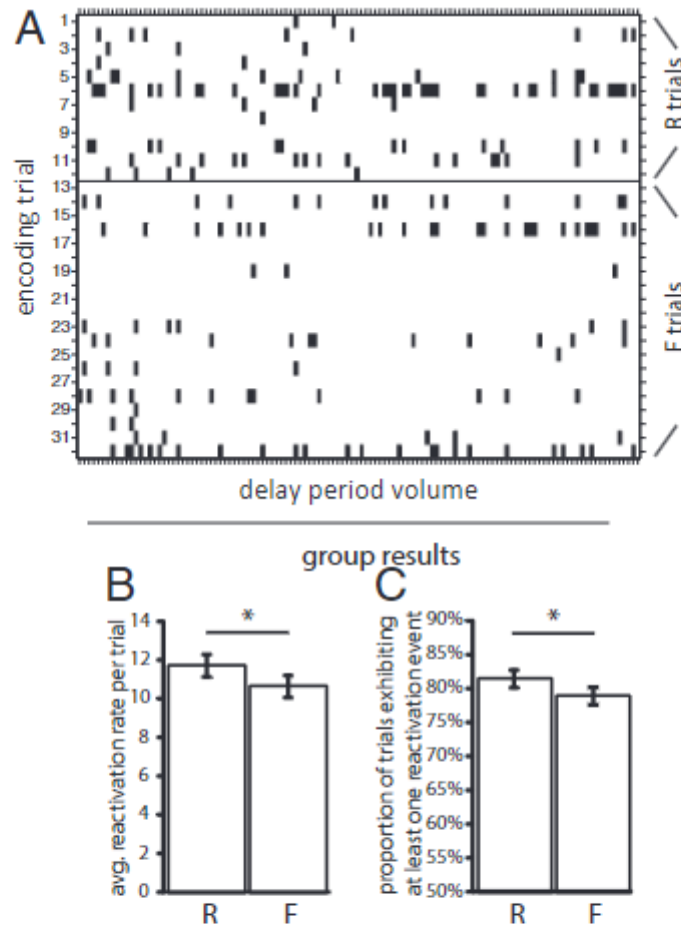 A
1
3
5
7
9
11
13
15
17
19
21
23
25
27
29
31
encoding trial
R trials
F trials
delay period volume
group results
B
14
12
10
8
6
4
2
0
avg. reactivation rate per trial
*
R F
C
90%
85%
80%
75%
70%
65%
60%
55%
50%
proportion of trials exhibiting
at least one reactivation event
*
R F